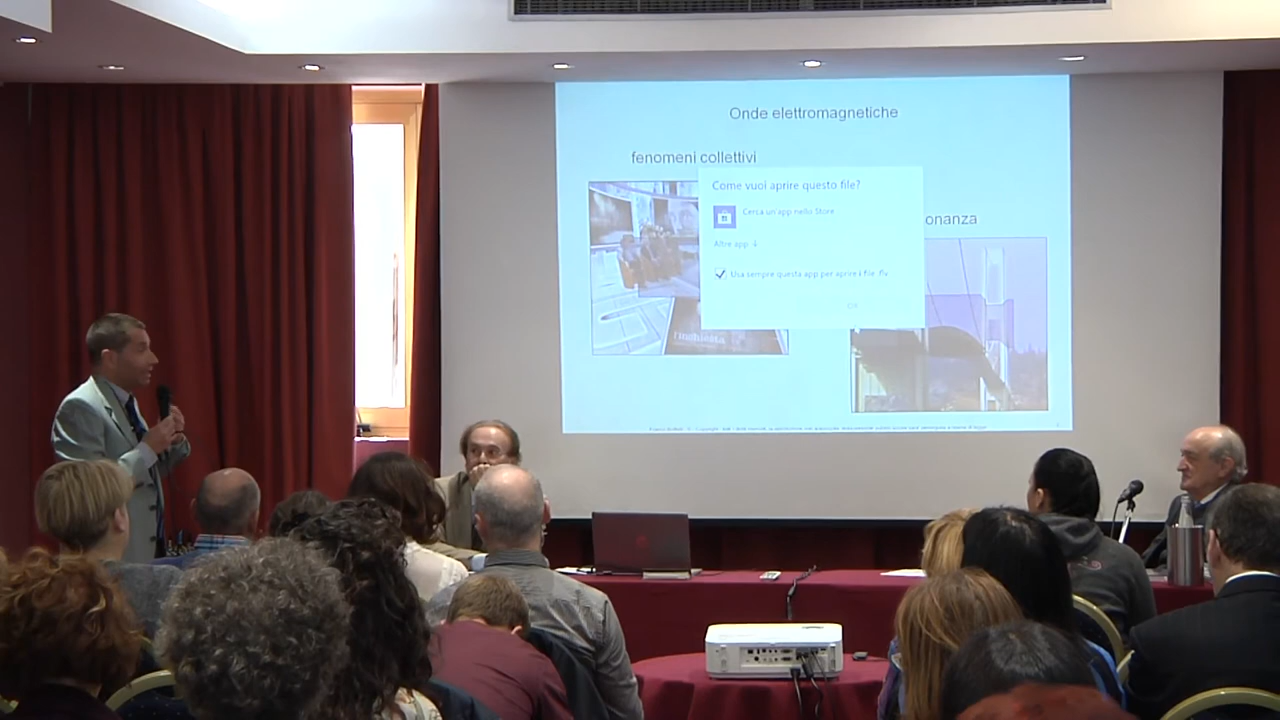 Onde elettromagnetiche
fenomeni collettivi
Come vuoi aprire questo file?
Cerca un'app nello Store
Altre app ↓
onanza
Usa sempre questa app per aprire i file .flv
OK
l'inchiesta